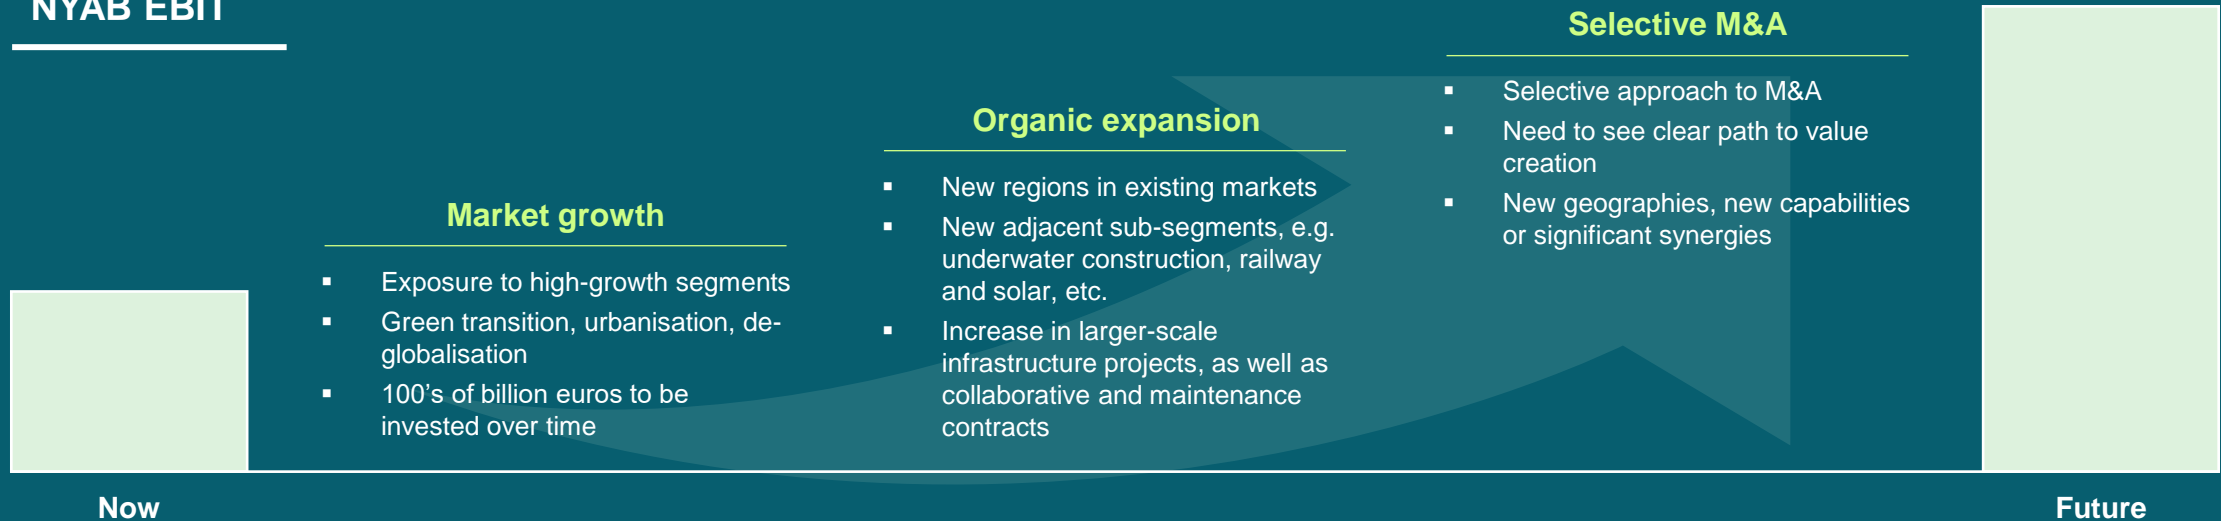 NYAB EBIT
Market growth
▪ Exposure to high-growth segments
▪ Green transition, urbanisation, de-
globalisation
▪ 100’s of billion euros to be
invested over time
Organic expansion
▪ New regions in existing markets
▪ New adjacent sub-segments, e.g.
underwater construction, railway
and solar, etc.
▪ Increase in larger-scale
infrastructure projects, as well as
collaborative and maintenance
contracts
Selective M&A
▪ Selective approach to M&A
▪ Need to see clear path to value
creation
▪ New geographies, new capabilities
or significant synergies
Now
Future